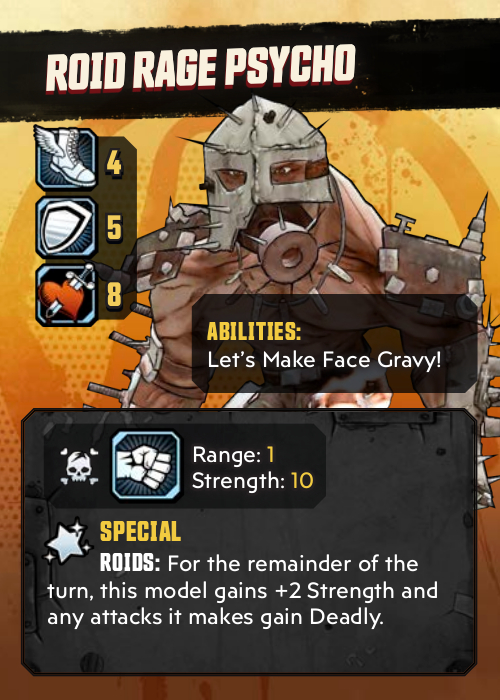 ROID RAGE PSYCHO
4
5
8
ABILITIES:
Let's Make Face Gravy!
Range: 1
Strength: 10
SPECIAL
ROIDS: For the remainder of the
turn, this model gains +2 Strength and
any attacks it makes gain Deadly.